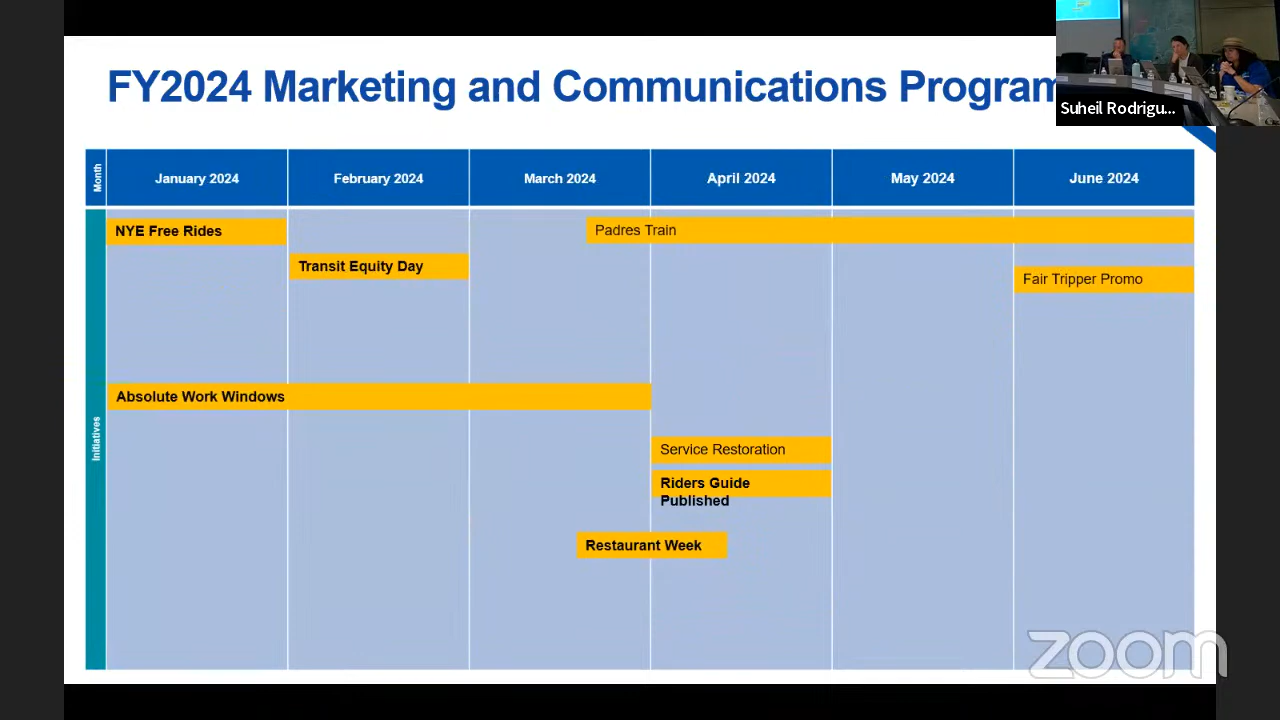 FY2024 Marketing and Communications Program
Suheil Rodrigu...
Month
January 2024
February 2024
March 2024
April 2024
May 2024
June 2024
Initiatives
NYE Free Rides
Padres Train
Transit Equity Day
Fair Tripper Promo
Absolute Work Windows
Service Restoration
Riders Guide
Published
Restaurant Week
zoom